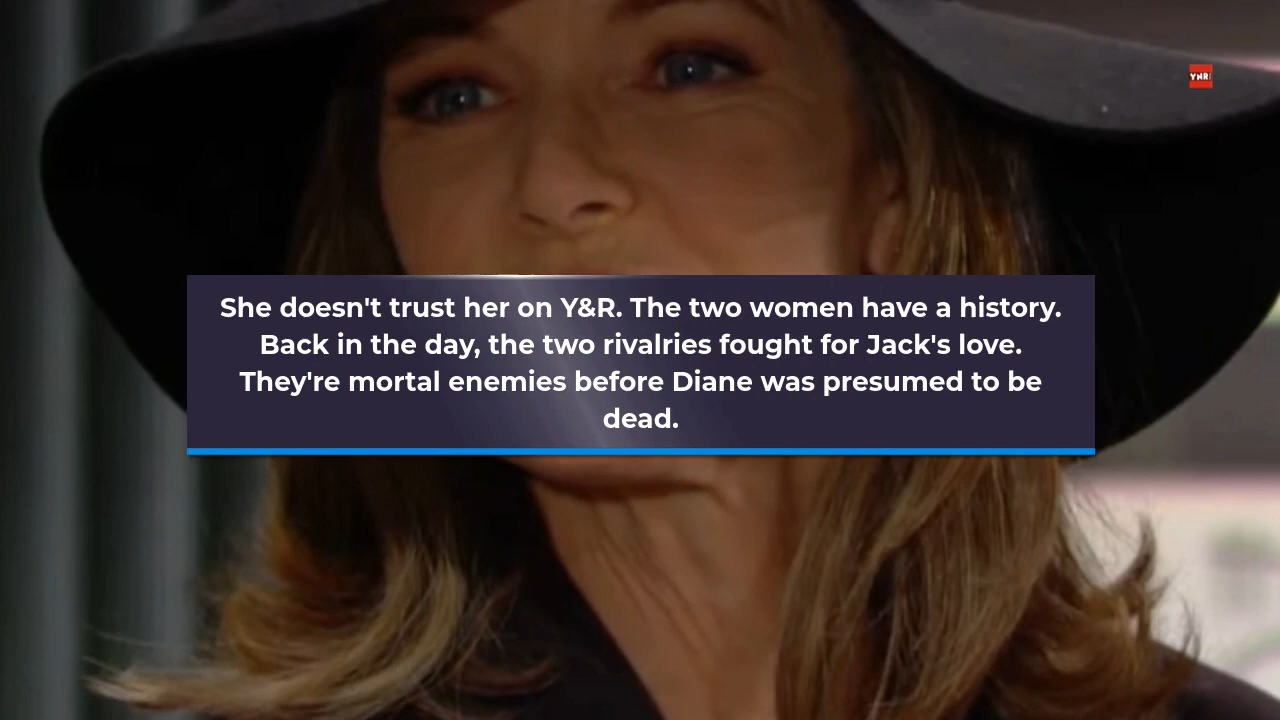 YNR
She doesn't trust her on Y&R. The two women have a history.
Back in the day, the two rivalries fought for Jack's love.
They're mortal enemies before Diane was presumed to be
dead.